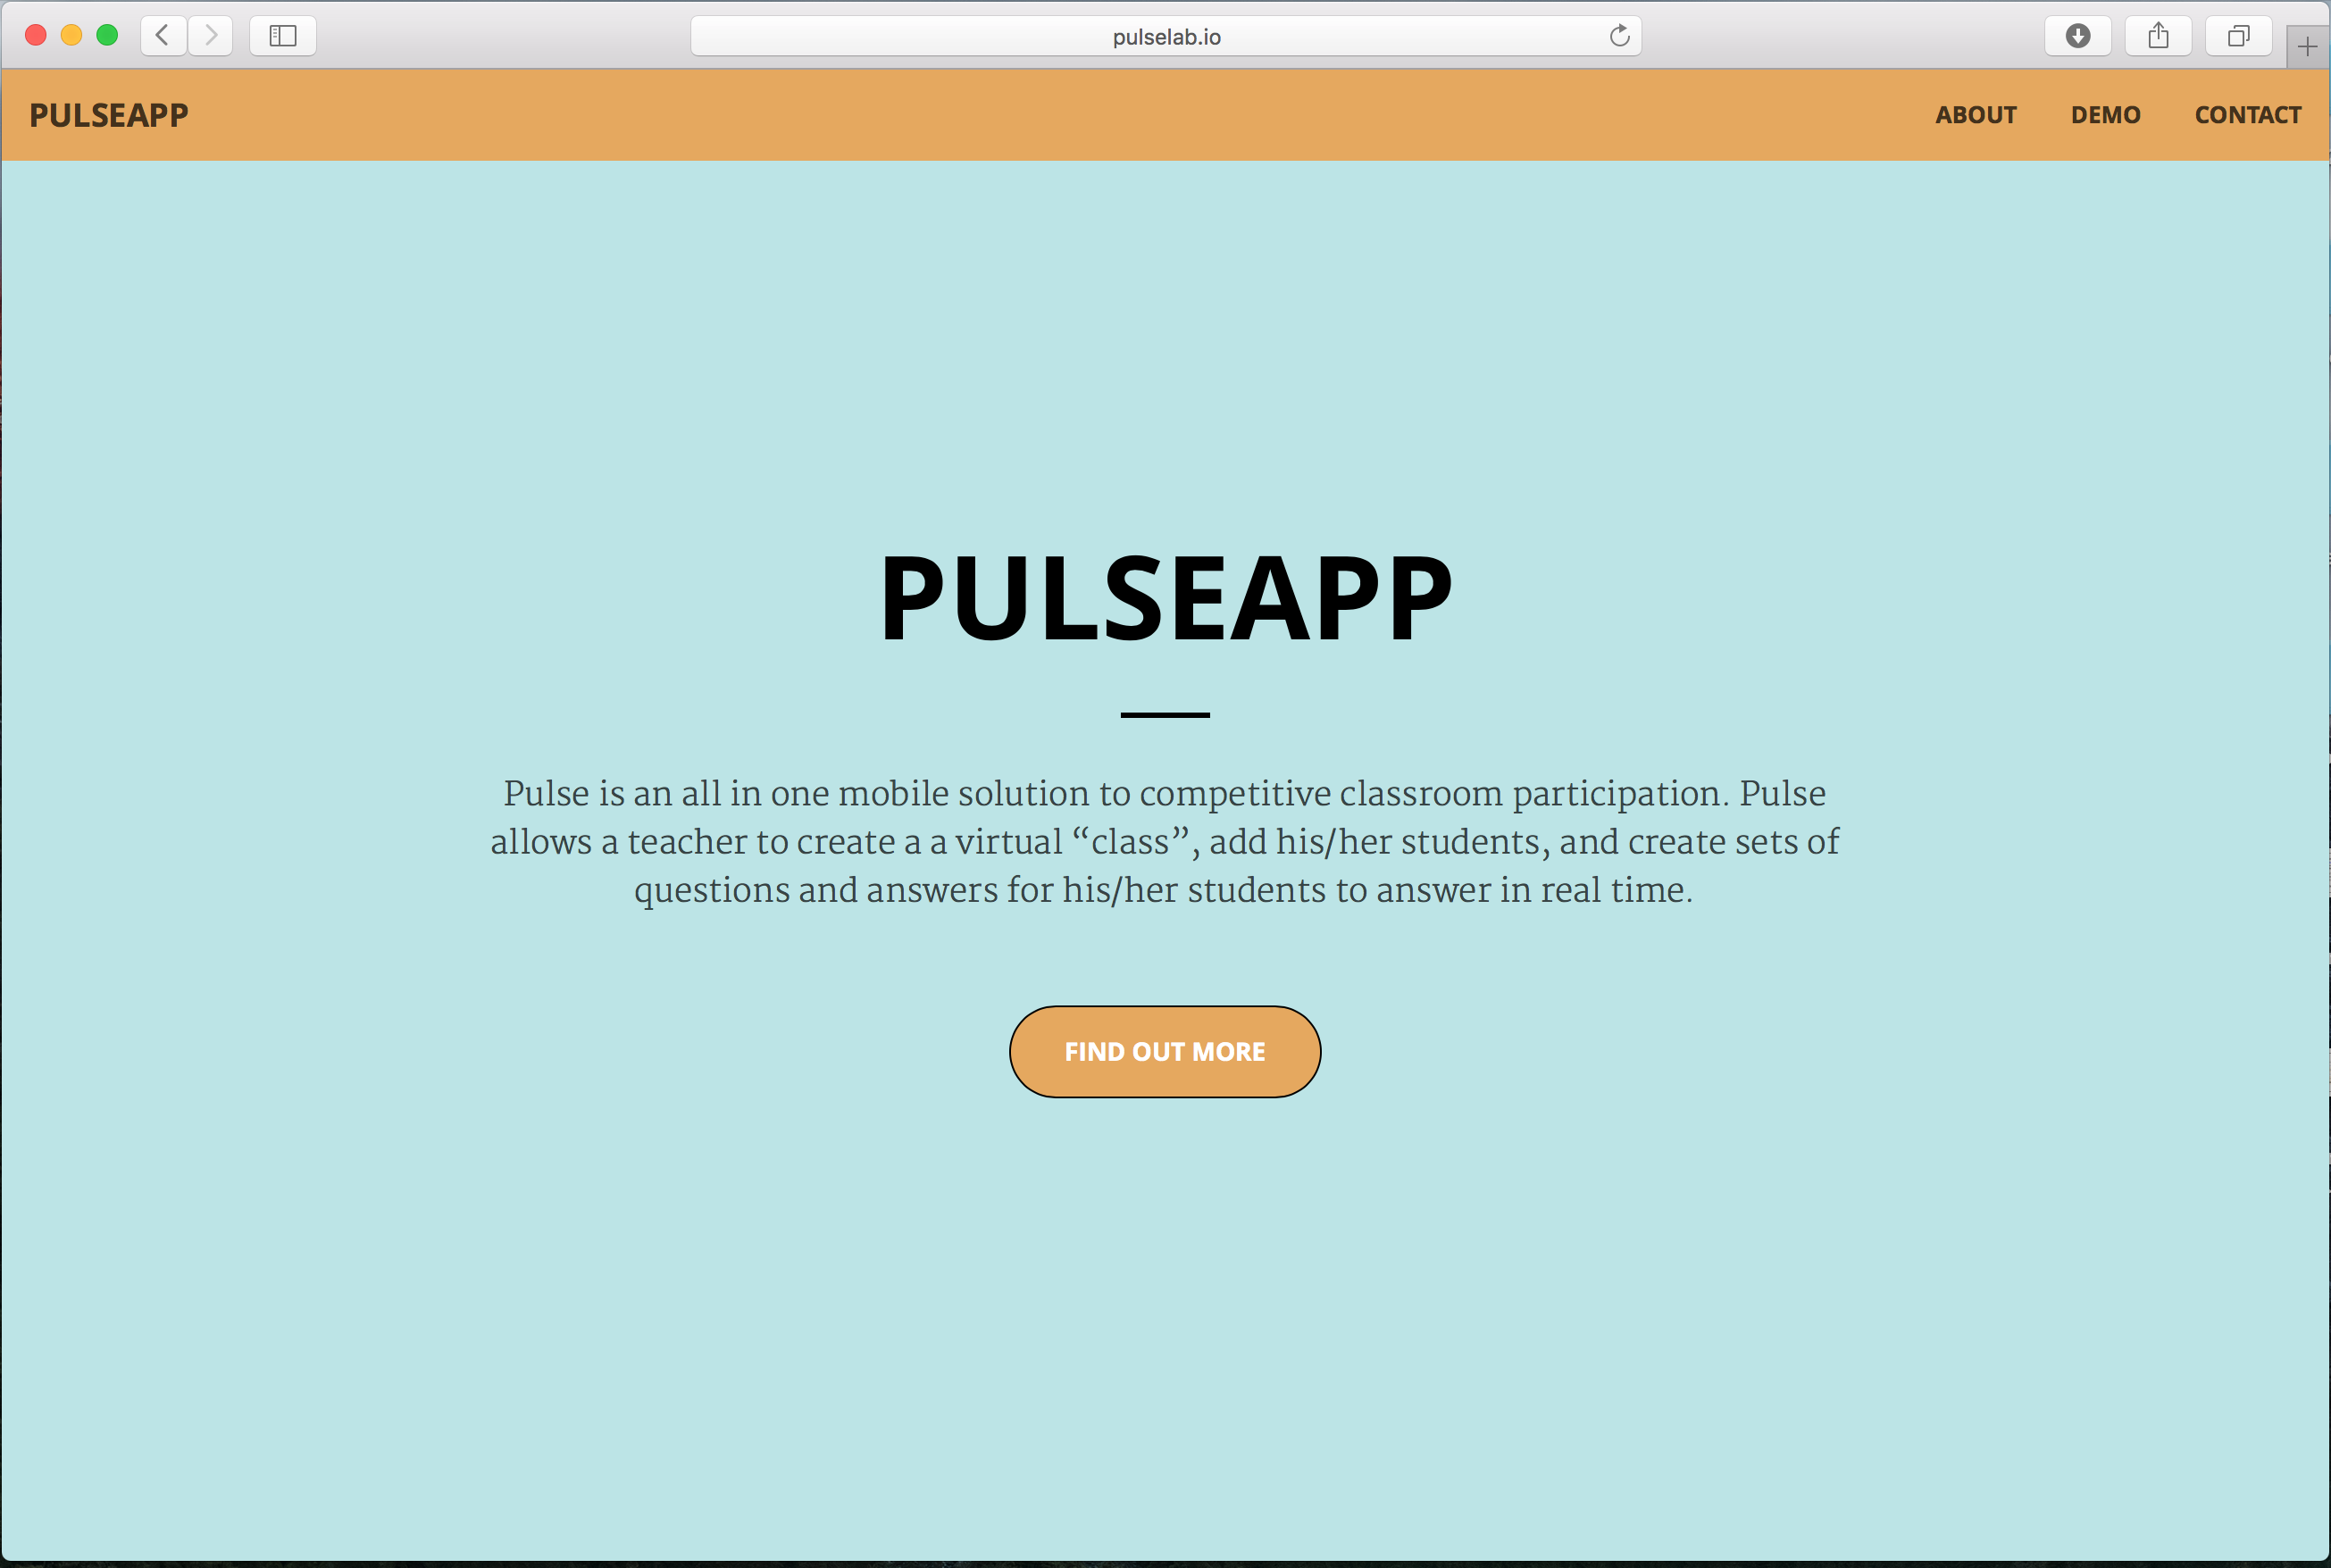 pulselab.io
PULSEAPP
ABOUT DEMO CONTACT
PULSEAPP
Pulse is an all in one mobile solution to competitive classroom participation. Pulse
allows a teacher to create a a virtual “class”, add his/her students, and create sets of
questions and answers for his/her students to answer in real time.
FIND OUT MORE